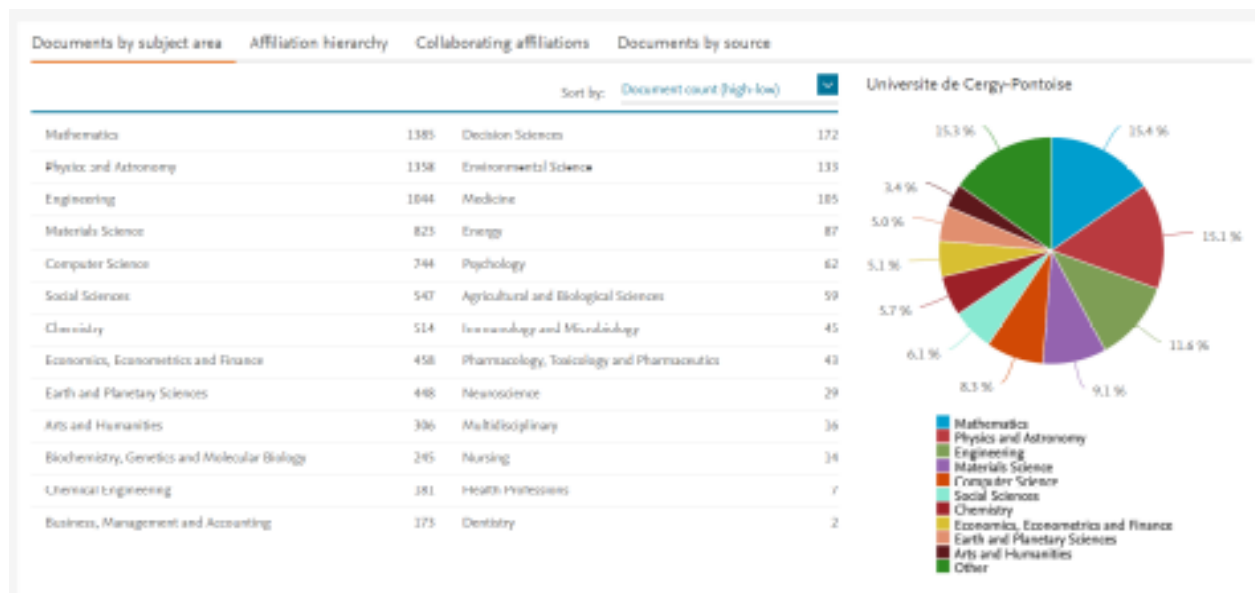 Documents by subject area Affiliation hierarchy Collaborating affiliations Documents by source
Sort by: Document count (high-low)
Mathematics 1385 Decision Sciences 172
Physics and Astronomy 1358 Environmental Science 133
Engineering 1044 Medicine 105
Materials Science 823 Energy 87
Computer Science 744 Psychology 62
Social Sciences 547 Agricultural and Biological Sciences 59
Chemistry 514 Immunology and Microbiology 45
Economics, Econometrics and Finance 458 Pharmacology, Toxicology and Pharmaceutics 43
Earth and Planetary Sciences 448 Neuroscience 29
Arts and Humanities 306 Multidisciplinary 16
Biochemistry, Genetics and Molecular Biology 245 Nursing 14
Chemical Engineering 181 Health Professions 7
Business, Management and Accounting 173 Dentistry 2
Universite de Cergy-Pontoise
15.3 % 15.4 %
3.4 %
5.0 % 15.1 %
5.1 %
5.7 %
11.6 %
6.1 %
8.3 % 9.1 %
Mathematics
Physics and Astronomy
Engineering
Materials Science
Computer Science
Social Sciences
Chemistry
Economics, Econometrics and Finance
Earth and Planetary Sciences
Arts and Humanities
Other